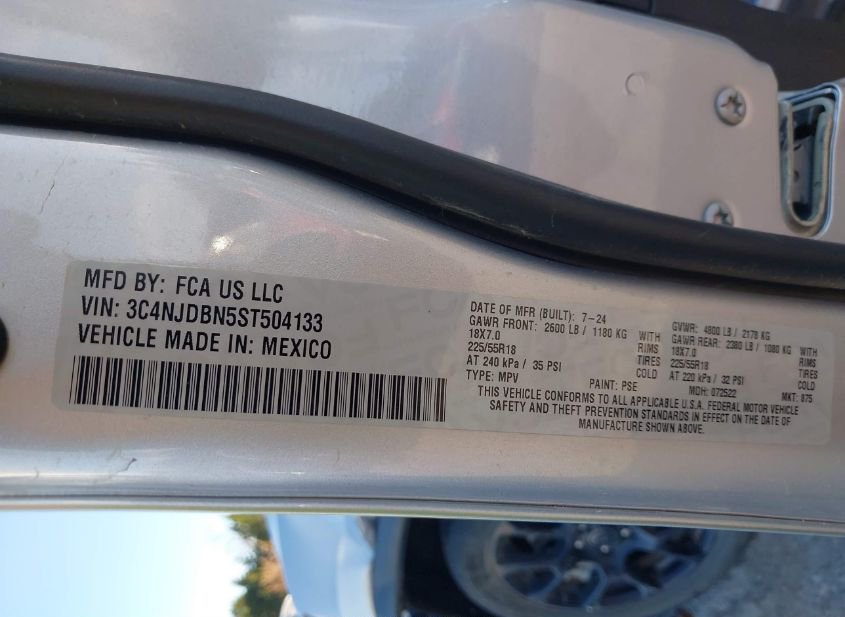 MFD BY: FCA US LLC
VIN: 3C4NJDBN5ST504133
VEHICLE MADE IN: MEXICO
DATE OF MFR (BUILT): 7-24
GAWR FRONT: 2600 LB / 1180 KG WITH
18X7.0 RIMS
225/55R18 TIRES
AT 240 kPa / 35 PSI COLD
TYPE: MPV PAINT: PSE
GVWR: 4800 LB / 2178 KG
GAWR REAR: 2380 LB / 1080 KG WITH
18X7.0 RIMS
225/55R18 TIRES
AT 220 kPa / 32 PSI COLD
MDH: 072522 MKT: 875
THIS VEHICLE CONFORMS TO ALL APPLICABLE U.S.A. FEDERAL MOTOR VEHICLE
SAFETY AND THEFT PREVENTION STANDARDS IN EFFECT ON THE DATE OF
MANUFACTURE SHOWN ABOVE.